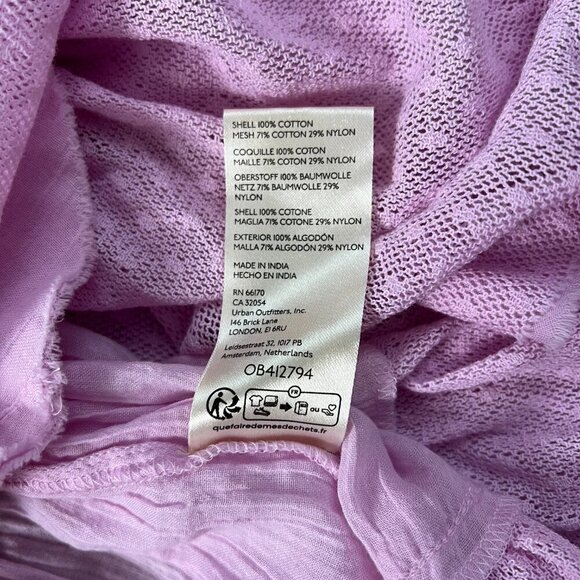 SHELL 100% COTTON
MESH 71% COTTON 29% NYLON
COQUILLE 100% COTON
MAILLE 71% COTON 29% NYLON
OBERSTOFF 100% BAUMWOLLE
NETZ 71% BAUMWOLLE 29%
NYLON
SHELL 100% COTONE
MAGLIA 71% COTONE 29% NYLON
EXTERIOR 100% ALGODÓN
MALLA 71% ALGODÓN 29% NYLON
MADE IN INDIA
HECHO EN INDIA
RN 66170
CA 32054
Urban Outfitters, Inc.
146 Brick Lane
LONDON, E1 6RU
Leidsestraat 32, 1017 PB
Amsterdam, Netherlands
OB412794
FR
ou
quefairedemesdechets.fr